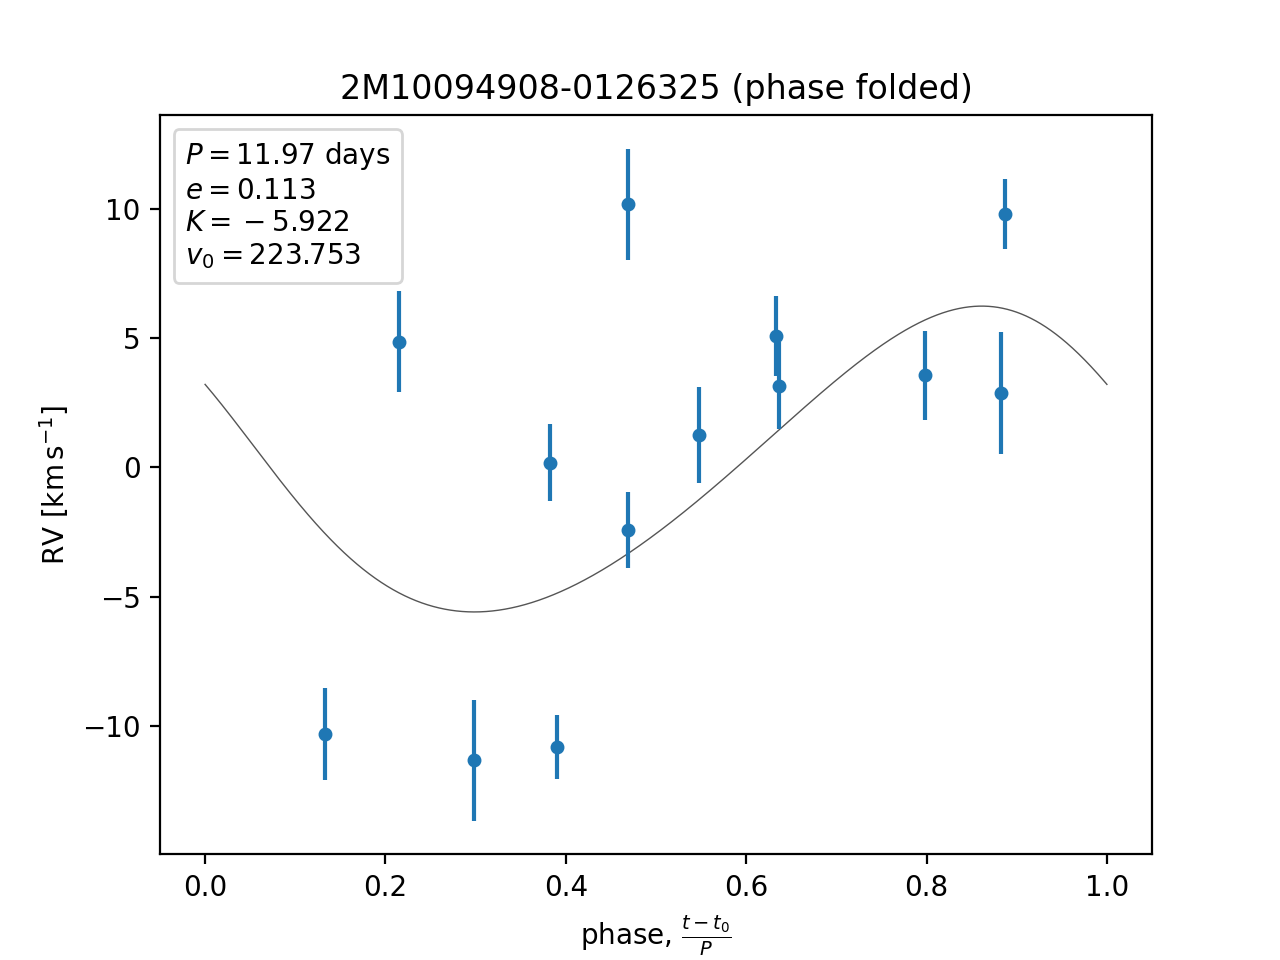 2M10094908-0126325 (phase folded)
P = 11.97 days
e = 0.113
K = −5.922
v₀ = 223.753
10
5
0
−5
−10
RV [km s⁻¹]
0.0 0.2 0.4 0.6 0.8 1.0
phase, (t − t₀)/P